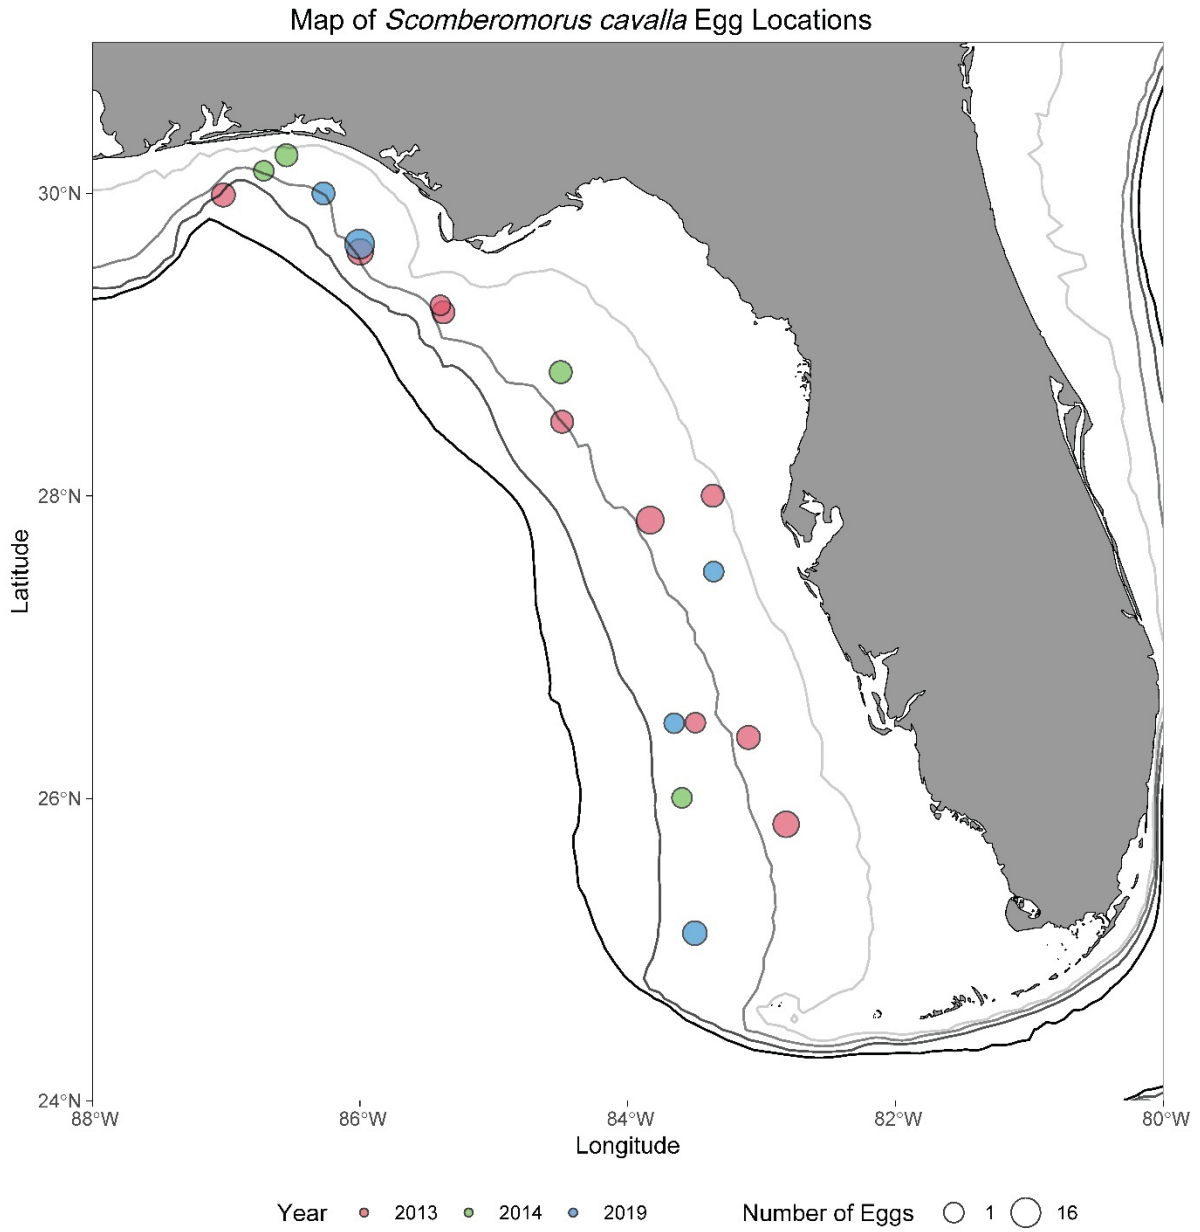 Map of Scomberomorus cavalla Egg Locations
30°N
28°N
26°N
24°N
Latitude
88°W 86°W 84°W 82°W 80°W
Longitude
Year 2013 2014 2019 Number of Eggs 1 16